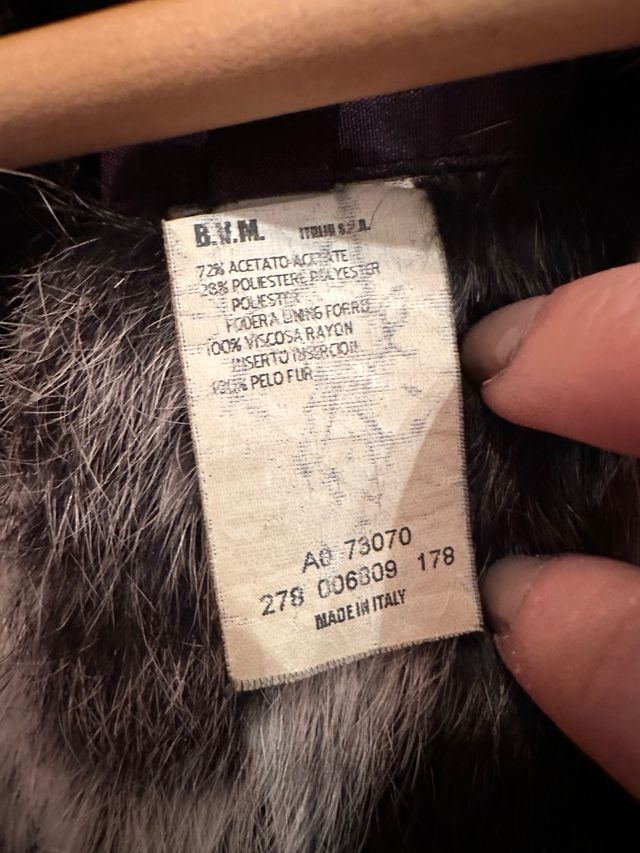 B.V.M. ITALIA S.P.A.
72% ACETATO ACETATE
28% POLIESTERE POLYESTER
POLIESTER
FODERA LINING FORRO
100% VISCOSA RAYON
INSERTO INSERCION
100% PELO FUR
A8 73070
278 006809 178
MADE IN ITALY